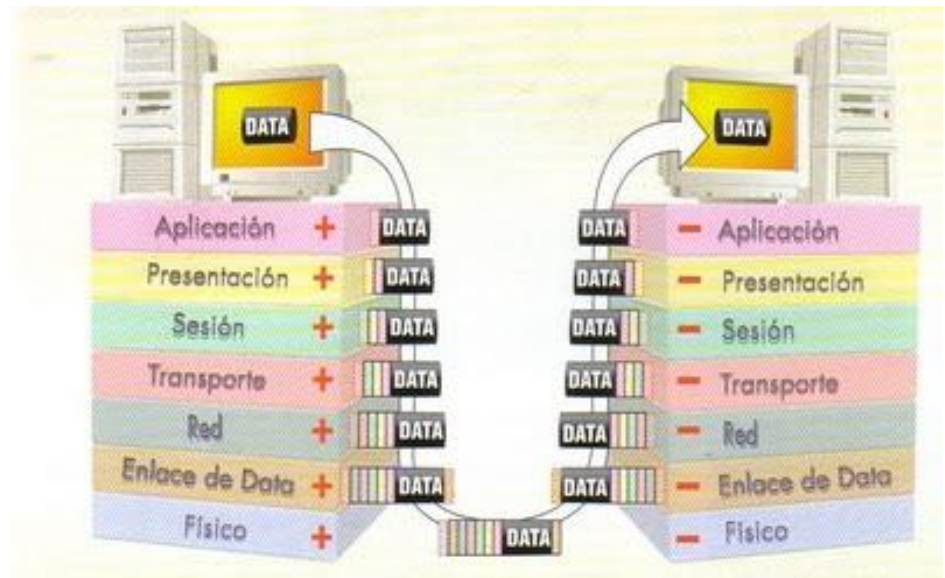 DATA DATA
Aplicación + DATA DATA - Aplicación
Presentación + DATA DATA - Presentación
Sesión + DATA DATA - Sesión
Transporte + DATA DATA - Transporte
Red + DATA DATA - Red
Enlace de Data + DATA DATA - Enlace de Data
Físico + DATA - Físico